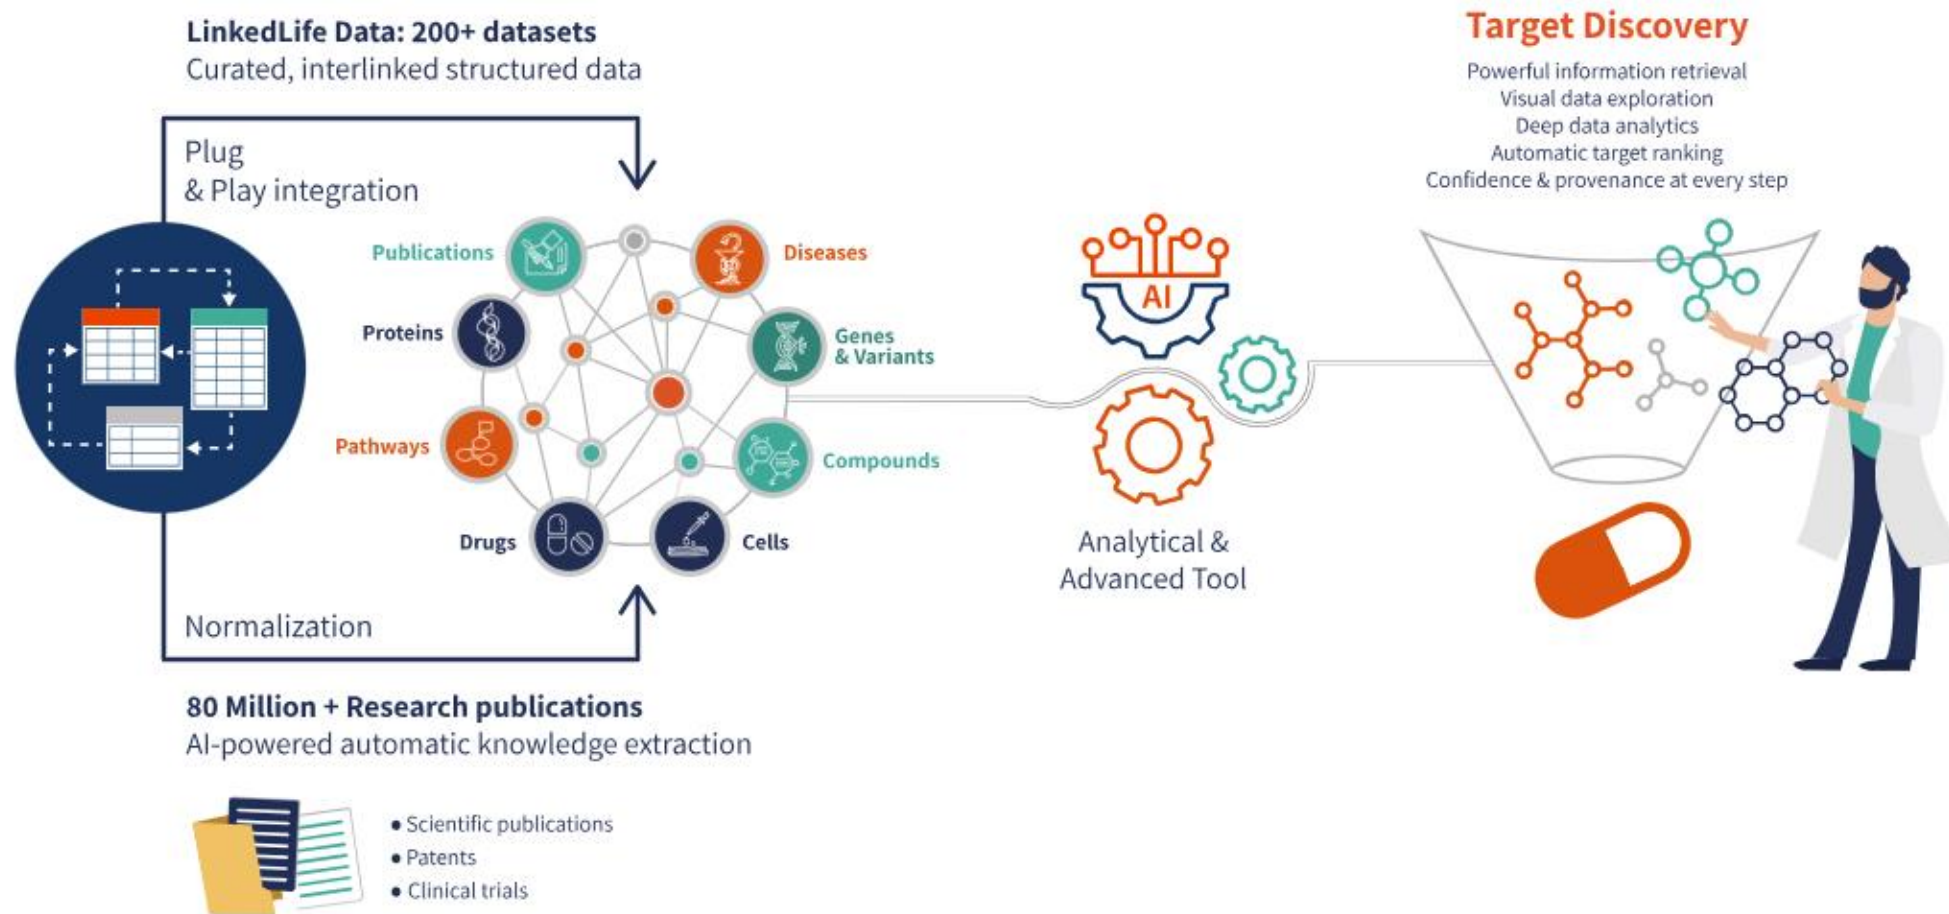 LinkedLife Data: 200+ datasets
Curated, interlinked structured data
Plug
& Play integration
Publications
Diseases
Proteins
Genes
& Variants
Pathways
Compounds
Drugs
Cells
Normalization
80 Million + Research publications
AI-powered automatic knowledge extraction
• Scientific publications
• Patents
• Clinical trials
AI
Analytical &
Advanced Tool
Target Discovery
Powerful information retrieval
Visual data exploration
Deep data analytics
Automatic target ranking
Confidence & provenance at every step